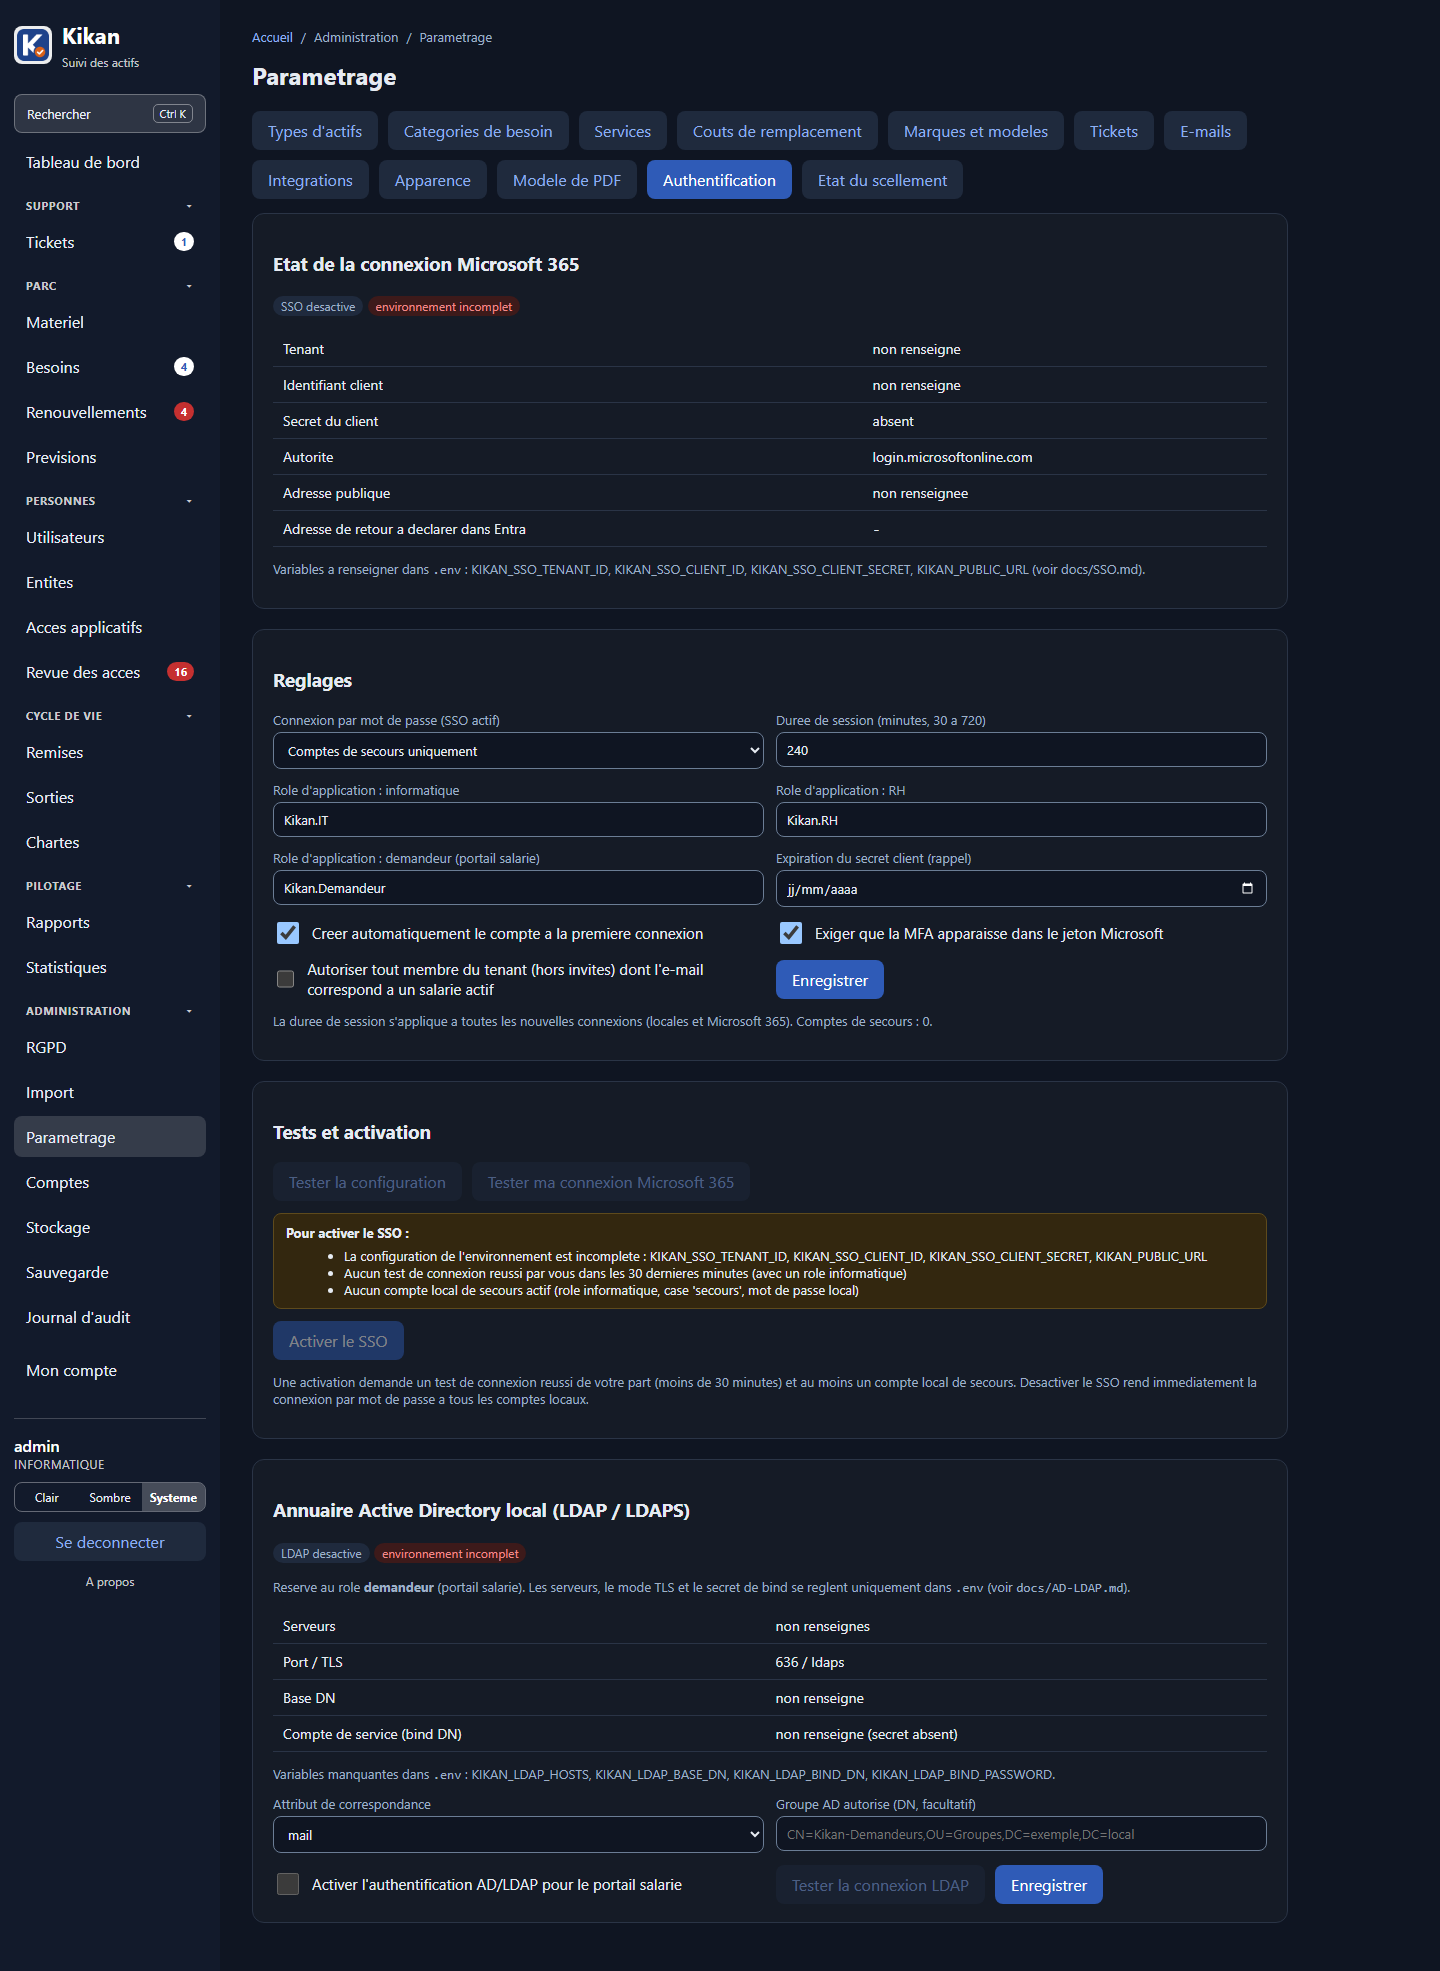 Kikan
Suivi des actifs
Rechercher Ctrl K
Tableau de bord
SUPPORT
Tickets 1
PARC
Materiel
Besoins 4
Renouvellements 4
Previsions
PERSONNES
Utilisateurs
Entites
Acces applicatifs
Revue des acces 16
CYCLE DE VIE
Remises
Sorties
Chartes
PILOTAGE
Rapports
Statistiques
ADMINISTRATION
RGPD
Import
Parametrage
Comptes
Stockage
Sauvegarde
Journal d'audit
Mon compte
admin
INFORMATIQUE
Clair Sombre Systeme
Se deconnecter
A propos
Accueil / Administration / Parametrage
Parametrage
Types d'actifs Categories de besoin Services Couts de remplacement Marques et modeles Tickets E-mails
Integrations Apparence Modele de PDF Authentification Etat du scellement
Etat de la connexion Microsoft 365
SSO desactive environnement incomplet
Tenant non renseigne
Identifiant client non renseigne
Secret du client absent
Autorite login.microsoftonline.com
Adresse publique non renseignee
Adresse de retour a declarer dans Entra -
Variables a renseigner dans .env : KIKAN_SSO_TENANT_ID, KIKAN_SSO_CLIENT_ID, KIKAN_SSO_CLIENT_SECRET, KIKAN_PUBLIC_URL (voir docs/SSO.md).
Reglages
Connexion par mot de passe (SSO actif) Duree de session (minutes, 30 a 720)
Comptes de secours uniquement 240
Role d'application : informatique Role d'application : RH
Kikan.IT Kikan.RH
Role d'application : demandeur (portail salarie) Expiration du secret client (rappel)
Kikan.Demandeur jj/mm/aaaa
Creer automatiquement le compte a la premiere connexion Exiger que la MFA apparaisse dans le jeton Microsoft
Autoriser tout membre du tenant (hors invites) dont l'e-mail
correspond a un salarie actif Enregistrer
La duree de session s'applique a toutes les nouvelles connexions (locales et Microsoft 365). Comptes de secours : 0.
Tests et activation
Tester la configuration Tester ma connexion Microsoft 365
Pour activer le SSO :
• La configuration de l'environnement est incomplete : KIKAN_SSO_TENANT_ID, KIKAN_SSO_CLIENT_ID, KIKAN_SSO_CLIENT_SECRET, KIKAN_PUBLIC_URL
• Aucun test de connexion reussi par vous dans les 30 dernieres minutes (avec un role informatique)
• Aucun compte local de secours actif (role informatique, case 'secours', mot de passe local)
Activer le SSO
Une activation demande un test de connexion reussi de votre part (moins de 30 minutes) et au moins un compte local de secours. Desactiver le SSO rend immediatement la
connexion par mot de passe a tous les comptes locaux.
Annuaire Active Directory local (LDAP / LDAPS)
LDAP desactive environnement incomplet
Reserve au role demandeur (portail salarie). Les serveurs, le mode TLS et le secret de bind se reglent uniquement dans .env (voir docs/AD-LDAP.md).
Serveurs non renseignes
Port / TLS 636 / ldaps
Base DN non renseigne
Compte de service (bind DN) non renseigne (secret absent)
Variables manquantes dans .env : KIKAN_LDAP_HOSTS, KIKAN_LDAP_BASE_DN, KIKAN_LDAP_BIND_DN, KIKAN_LDAP_BIND_PASSWORD.
Attribut de correspondance Groupe AD autorise (DN, facultatif)
mail CN=Kikan-Demandeurs,OU=Groupes,DC=exemple,DC=local
Activer l'authentification AD/LDAP pour le portail salarie Tester la connexion LDAP Enregistrer